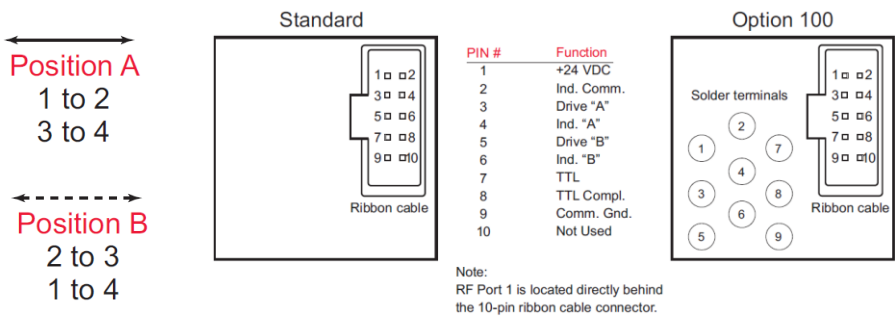 Position A
1 to 2
3 to 4
Position B
2 to 3
1 to 4
Standard
1 2
3 4
5 6
7 8
9 10
Ribbon cable
PIN # Function
1 +24 VDC
2 Ind. Comm.
3 Drive “A”
4 Ind. “A”
5 Drive “B”
6 Ind. “B”
7 TTL
8 TTL Compl.
9 Comm. Gnd.
10 Not Used
Note:
RF Port 1 is located directly behind
the 10-pin ribbon cable connector.
Option 100
Solder terminals
2
1 7
4
3 8
6
5 9
1 2
3 4
5 6
7 8
9 10
Ribbon cable